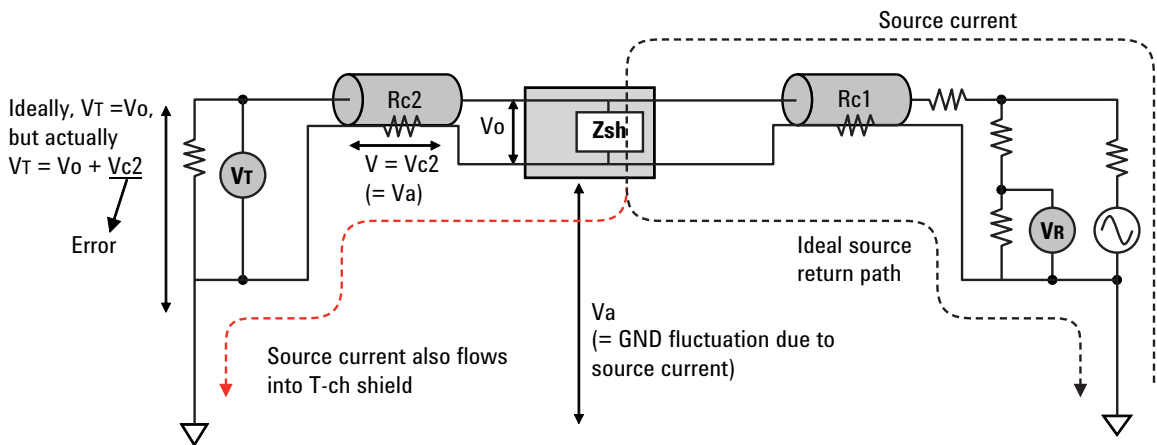 Source current
Ideally, VT =Vo,
but actually
VT = Vo + Vc2
Error
Rc2
V = Vc2
(= Va)
VT
Vo
Zsh
Rc1
VR
Ideal source
return path
Va
(= GND fluctuation due to
source current)
Source current also flows
into T-ch shield